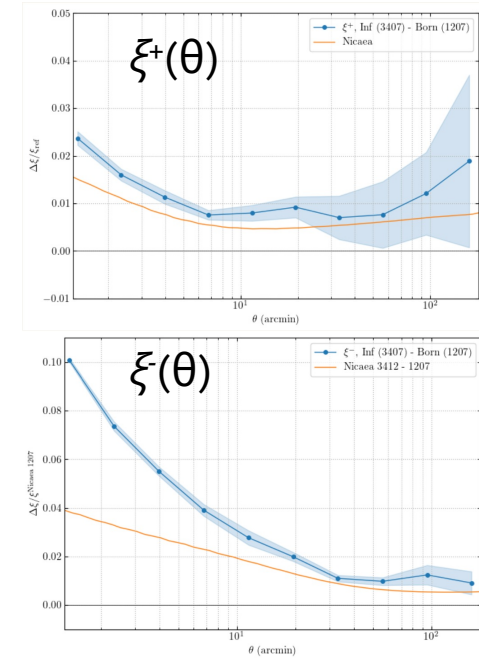 0.05
0.04
0.03
0.02
0.01
0.00
−0.01
Δξ/ξref
ξ⁺(θ)
ξ⁺, Inf (3407) - Born (1207)
Nicaea
10¹
10²
θ (arcmin)
0.10
0.08
0.06
0.04
0.02
0.00
Δξ/ξNicaea 1207
ξ⁻(θ)
ξ⁻, Inf (3407) - Born (1207)
Nicaea 3412 - 1207
10¹
10²
θ (arcmin)